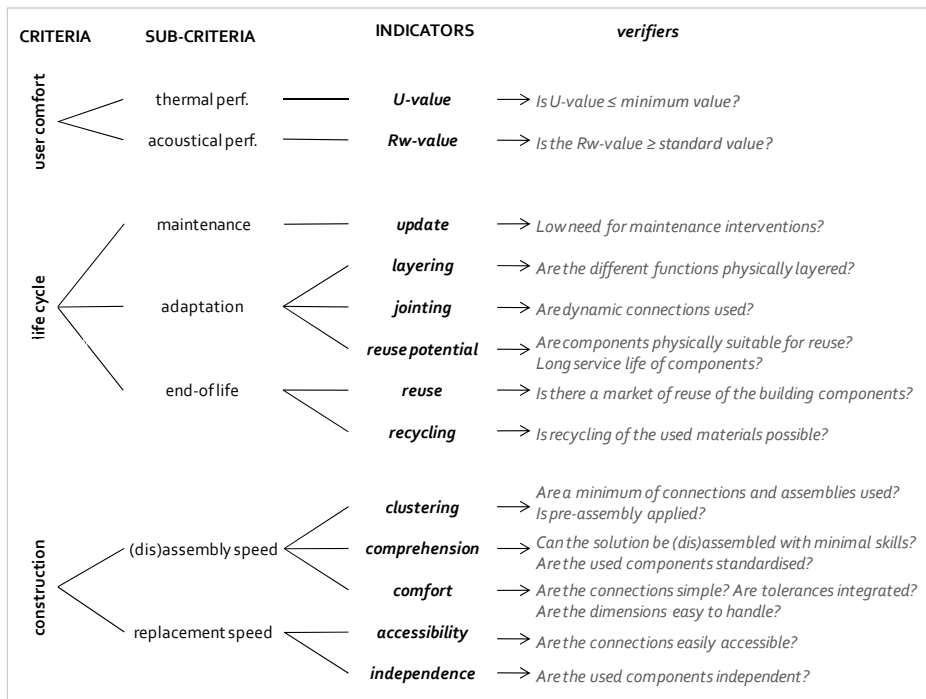 CRITERIA SUB-CRITERIA INDICATORS verifiers
user comfort
thermal perf. U-value Is U-value ≤ minimum value?
acoustical perf. Rw-value Is the Rw-value ≥ standard value?
life cycle
maintenance update Low need for maintenance interventions?
layering Are the different functions physically layered?
adaptation jointing Are dynamic connections used?
reuse potential Are components physically suitable for reuse?
Long service life of components?
end-of life reuse Is there a market of reuse of the building components?
recycling Is recycling of the used materials possible?
construction
clustering Are a minimum of connections and assemblies used?
Is pre-assembly applied?
(dis)assembly speed comprehension Can the solution be (dis)assembled with minimal skills?
Are the used components standardised?
comfort Are the connections simple? Are tolerances integrated?
Are the dimensions easy to handle?
replacement speed accessibility Are the connections easily accessible?
independence Are the used components independent?